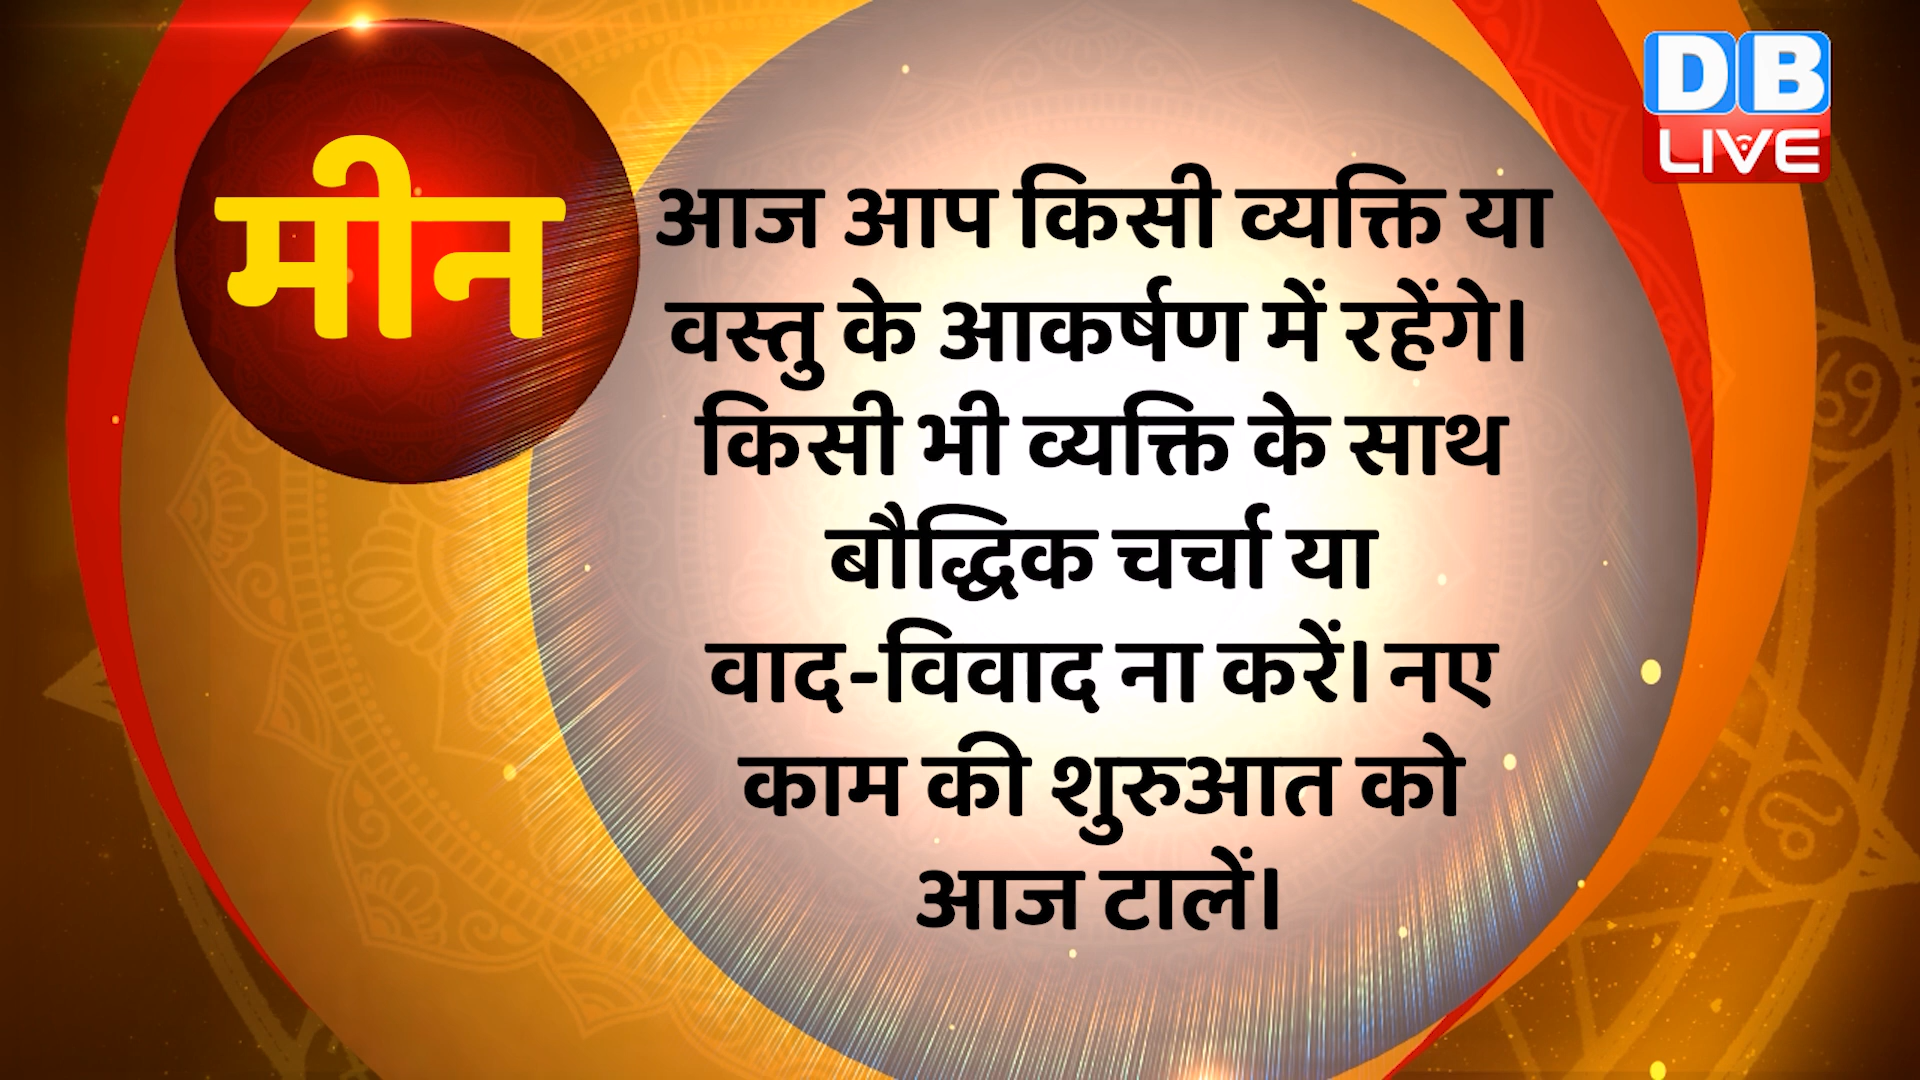 मीन
DB
LIVE
आज आप किसी व्यक्ति या
वस्तु के आकर्षण में रहेंगे।
किसी भी व्यक्ति के साथ
बौद्धिक चर्चा या
वाद-विवाद ना करें। नए
काम की शुरुआत को
आज टालें।